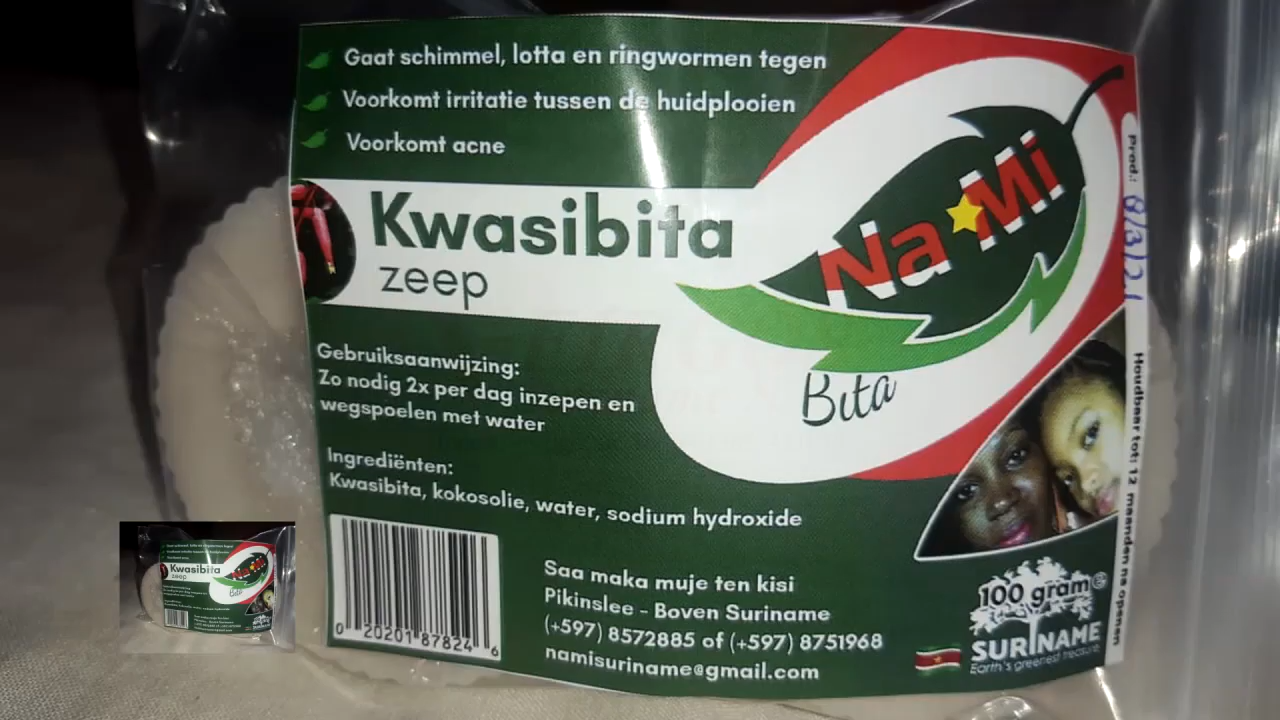 Gaat schimmel, lotta en ringwormen tegen
Voorkomt irritatie tussen de huidplooien
Voorkomt acne
Kwasibita
zeep
Na Mi
Bita
Prod.: 8/3/21
Houdbaar tot: 12 maanden na openen
Gebruiksaanwijzing:
Zo nodig 2x per dag inzepen en
wegspoelen met water
Ingrediënten:
Kwasibita, kokosolie, water, sodium hydroxide
0 20201 87824 6
Saa maka muje ten kisi
Pikinslee - Boven Suriname
(+597) 8572885 of (+597) 8751968
namisuriname@gmail.com
100 gram e
SURINAME
Earth's greenest treasure